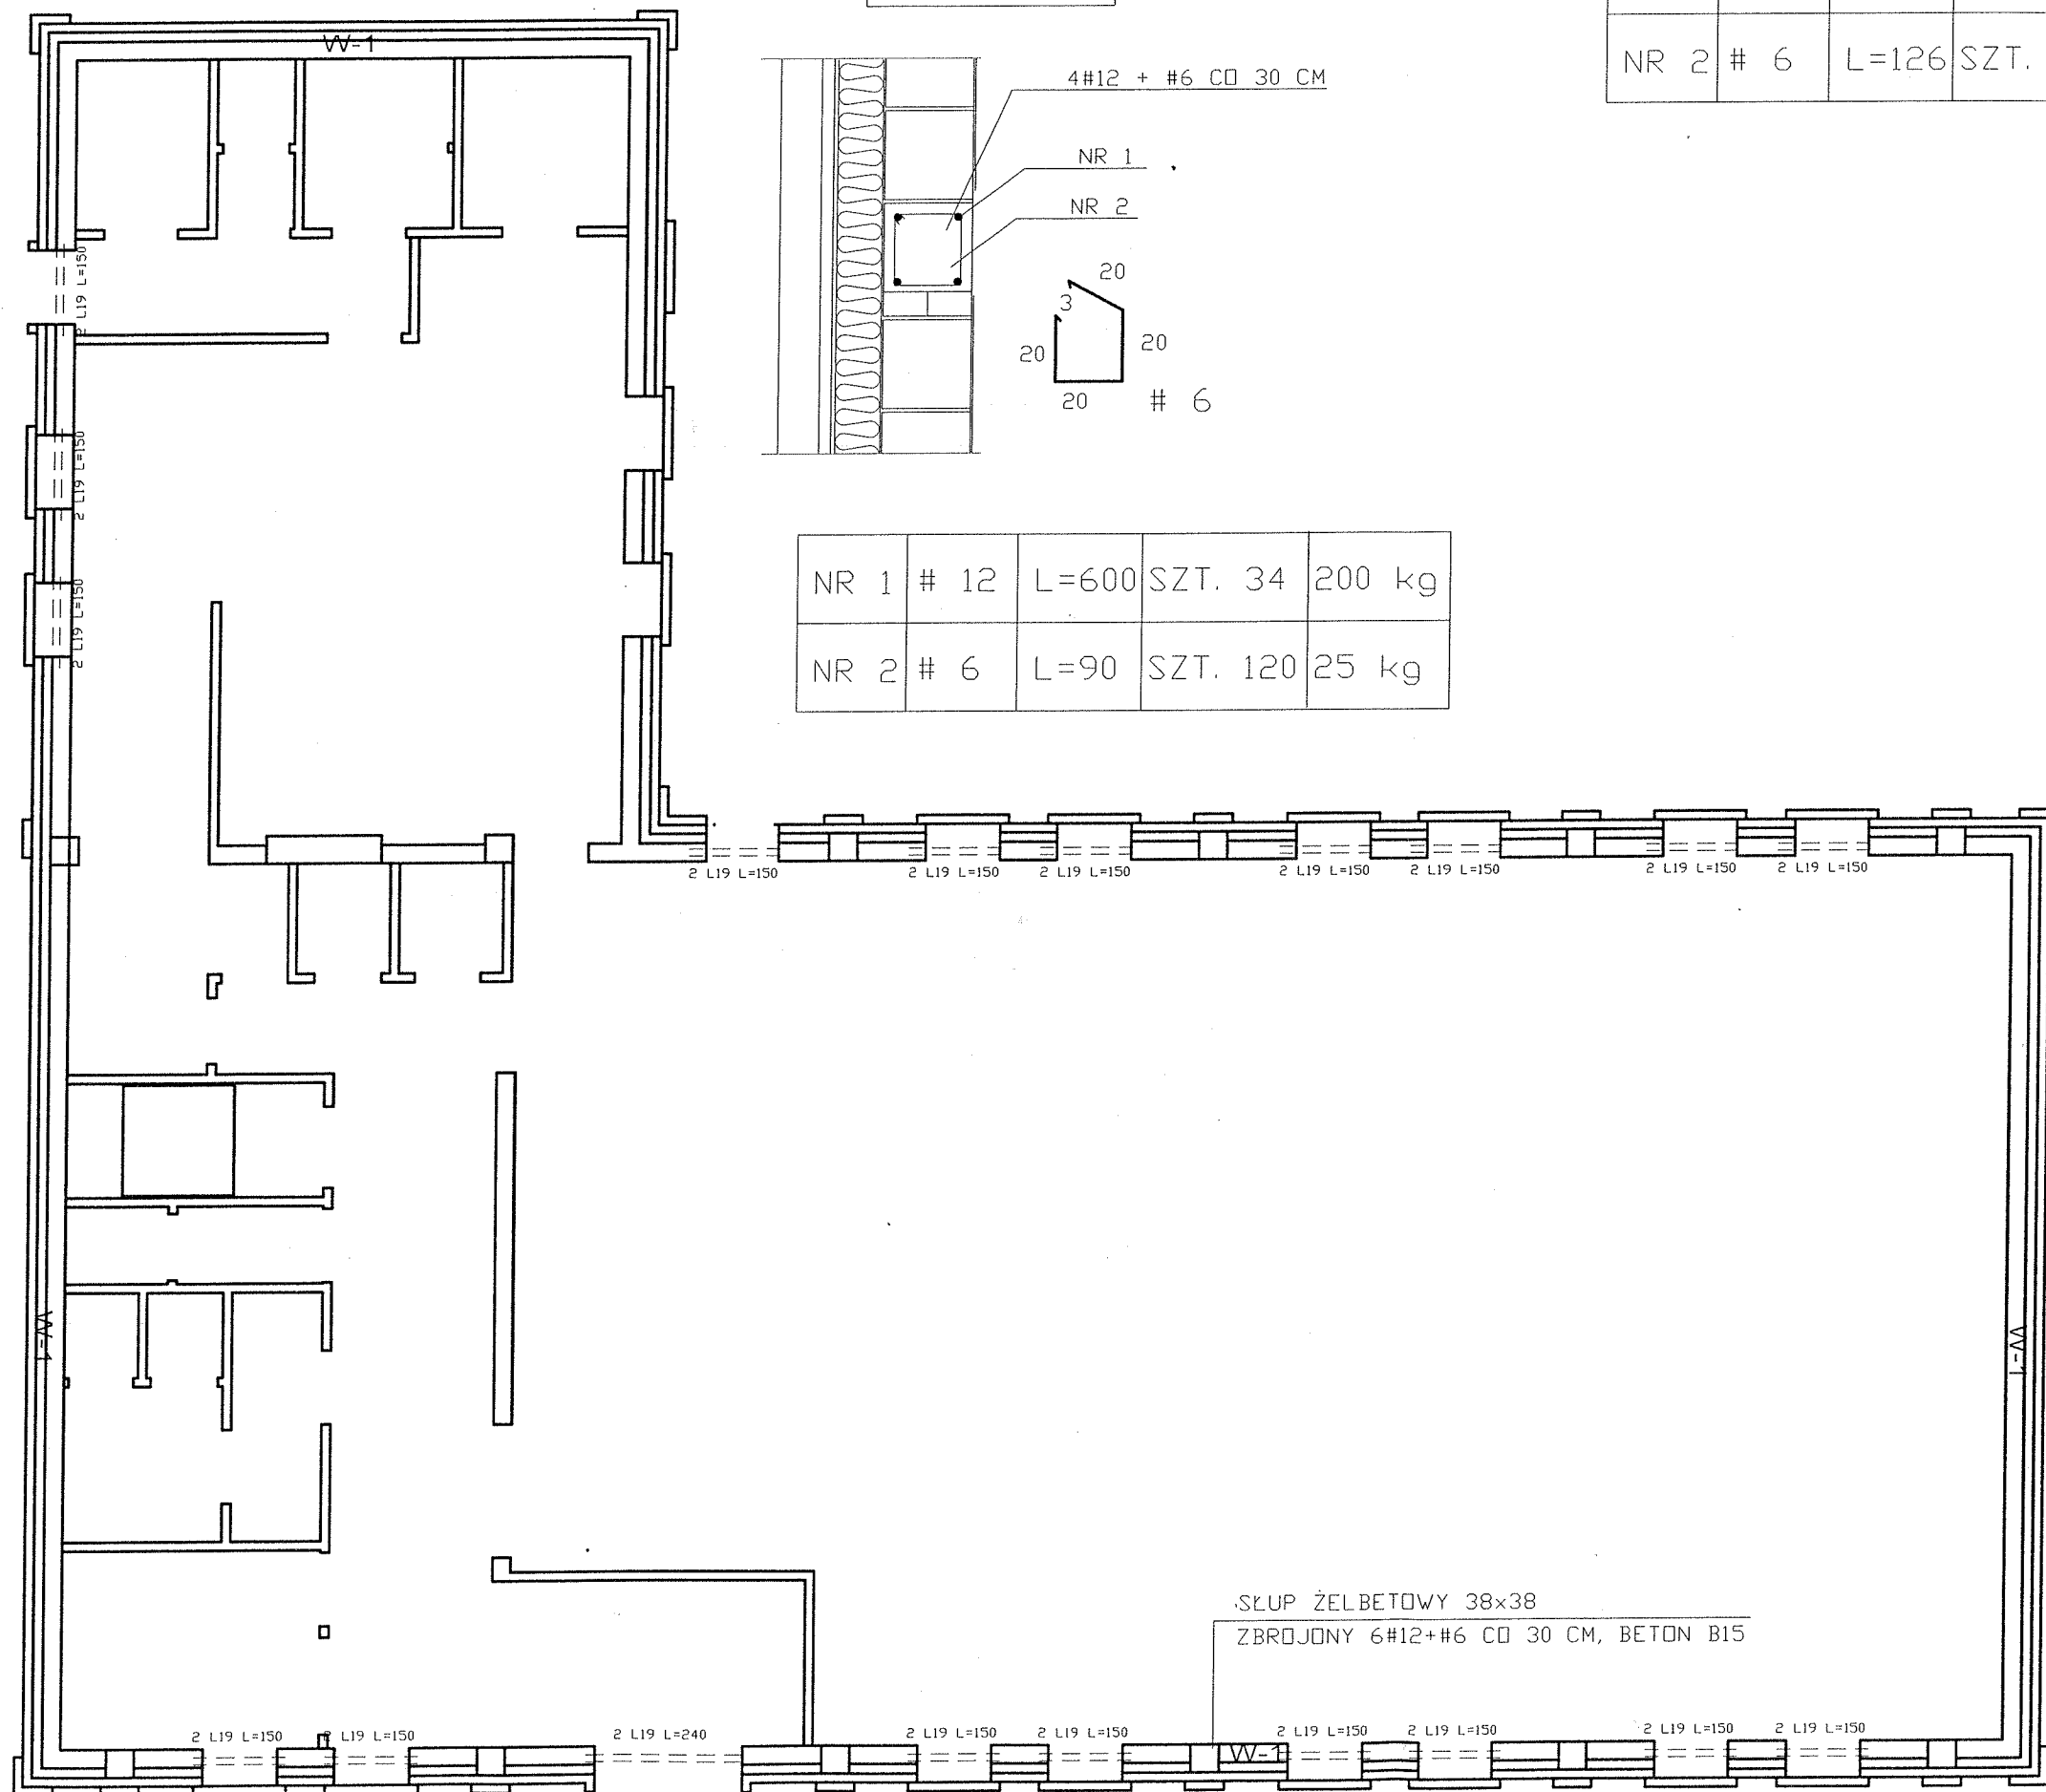 W-1
NR 2 # 6 L=126 SZT.
4#12 + #6 CO 30 CM
NR 1
NR 2
20
3
20
20
20
# 6
2 L19 L=150
2 L19 L=150
2 L19 L=150
NR 1 # 12 L=600 SZT. 34 200 kg
NR 2 # 6 L=90 SZT. 120 25 kg
2 L19 L=150 2 L19 L=150 2 L19 L=150 2 L19 L=150 2 L19 L=150 2 L19 L=150 2 L19 L=150
W-1
W-1
SŁUP ŻELBETOWY 38x38
ZBROJONY 6#12+#6 CO 30 CM, BETON B15
2 L19 L=150 2 L19 L=150 2 L19 L=240 2 L19 L=150 2 L19 L=150 2 L19 L=150 2 L19 L=150 2 L19 L=150 2 L19 L=150
W-1